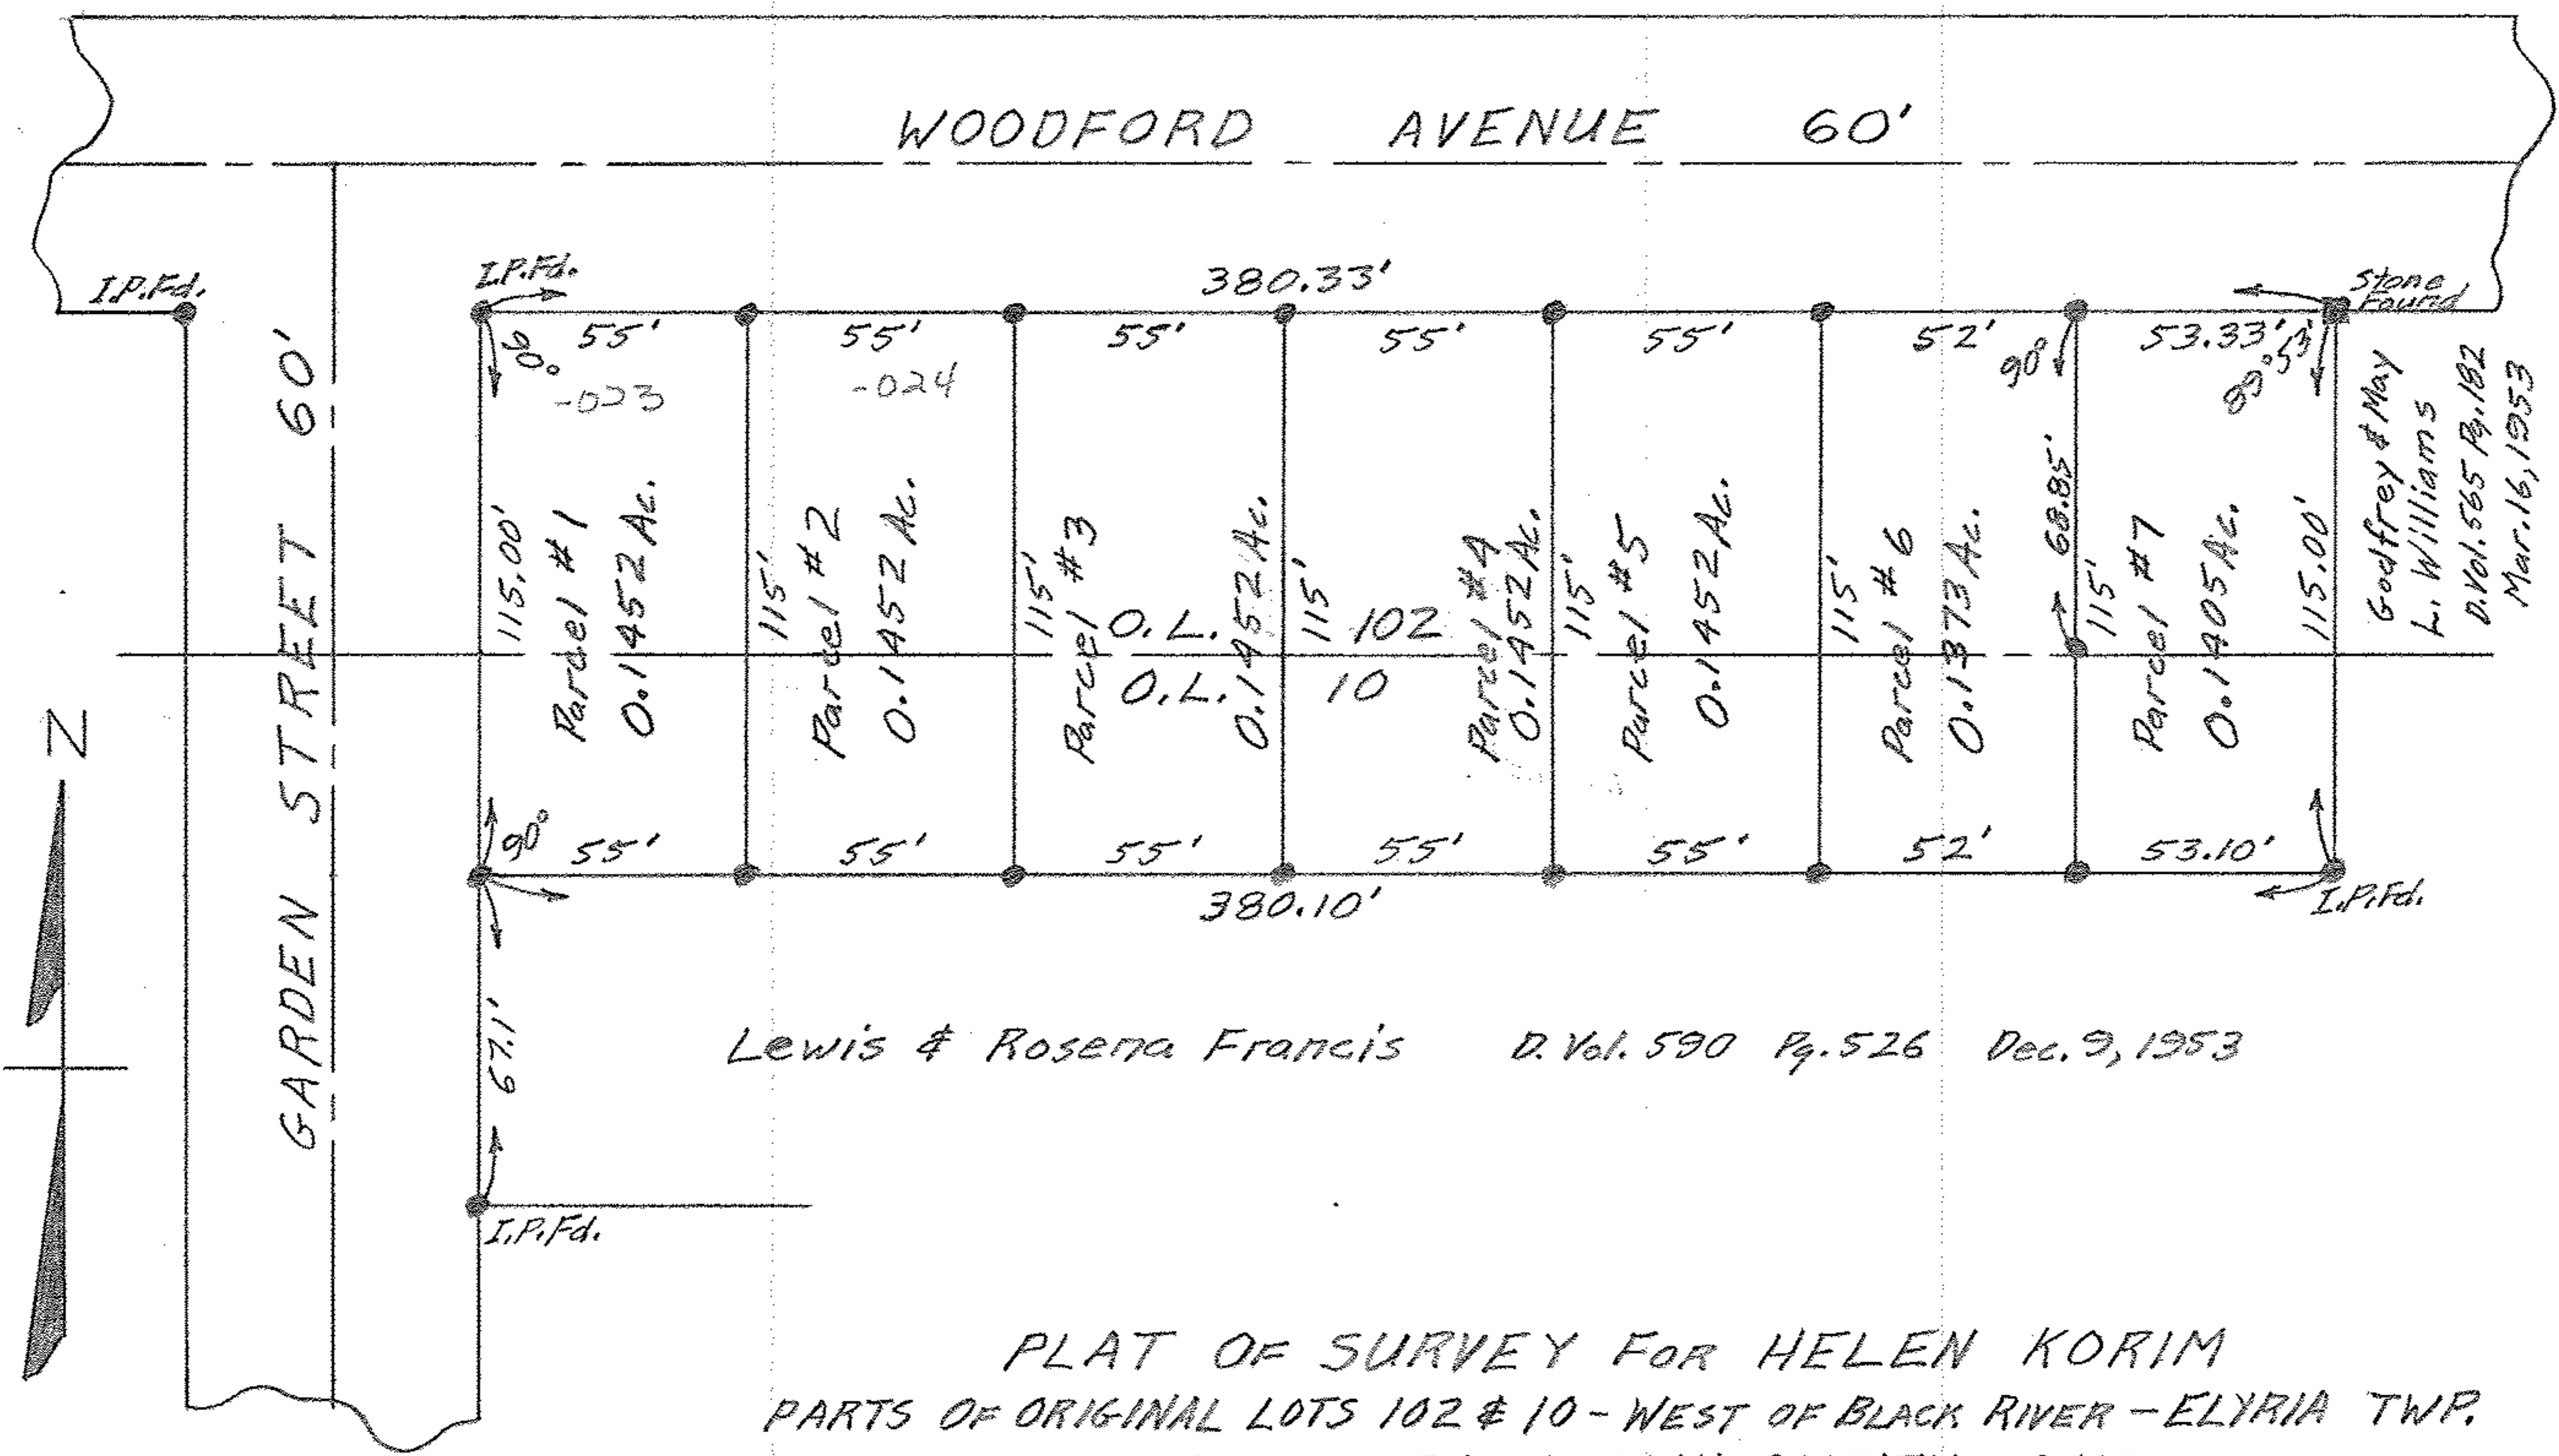 WOODFORD AVENUE 60'
I.P.Fd.
I.P.Fd.
380.33'
Stone Found
55'
55'
55'
55'
55'
52'
53.33'
90°
90°
89°53'
-023
-024
GARDEN STREET 60'
N
115.00'
Parcel #1
0.1452 Ac.
115'
Parcel #2
0.1452 Ac.
115'
Parcel #3
0.1452 Ac.
115'
Parcel #4
0.1452 Ac.
115'
Parcel #5
0.1452 Ac.
115'
Parcel #6
0.1373 Ac.
68.85'
115'
Parcel #7
0.1405 Ac.
115.00'
Godfrey & May
L. Williams
D.Vol.565 Pg.182
Mar.16,1953
O.L. 102
O.L. 10
90°
55'
55'
55'
55'
55'
52'
53.10'
380.10'
I.P.Fd.
67.1'
Lewis & Rosena Francis D. Vol. 590 Pg. 526 Dec. 9, 1953
I.P.Fd.
PLAT OF SURVEY FOR HELEN KORIM
PARTS OF ORIGINAL LOTS 102 & 10 - WEST OF BLACK RIVER - ELYRIA TWP.